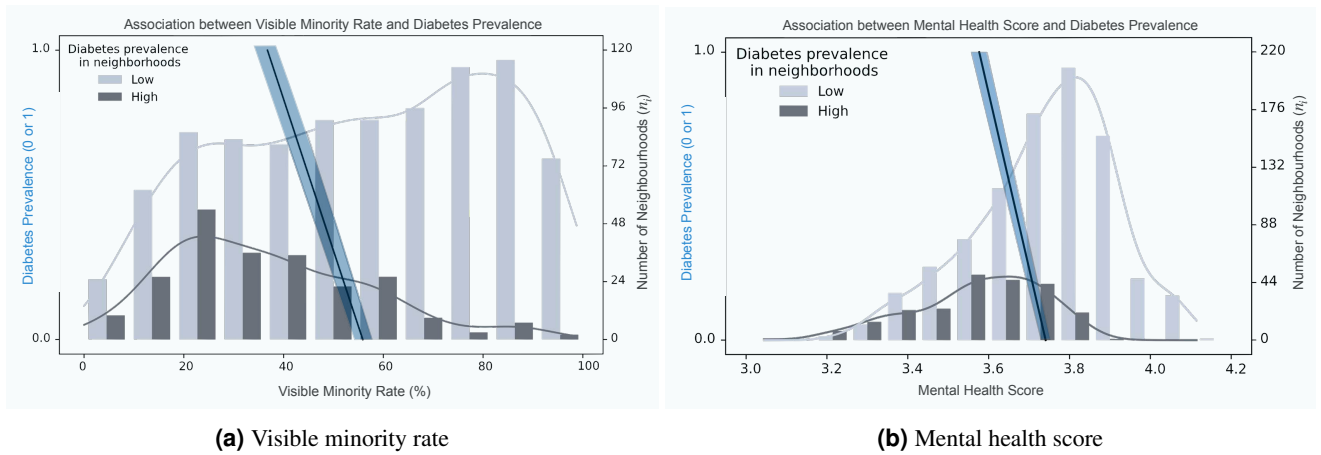 Association between Visible Minority Rate and Diabetes Prevalence
Diabetes prevalence
in neighborhoods
Low
High
1.0
0.0
Diabetes Prevalence (0 or 1)
120
96
72
48
24
0
Number of Neighbourhoods (nᵢ)
0 20 40 60 80 100
Visible Minority Rate (%)
(a) Visible minority rate
Association between Mental Health Score and Diabetes Prevalence
Diabetes prevalence
in neighborhoods
Low
High
1.0
0.0
Diabetes Prevalence (0 or 1)
220
176
132
88
44
0
Number of Neighborhoods (nᵢ)
3.0 3.2 3.4 3.6 3.8 4.0 4.2
Mental Health Score
(b) Mental health score